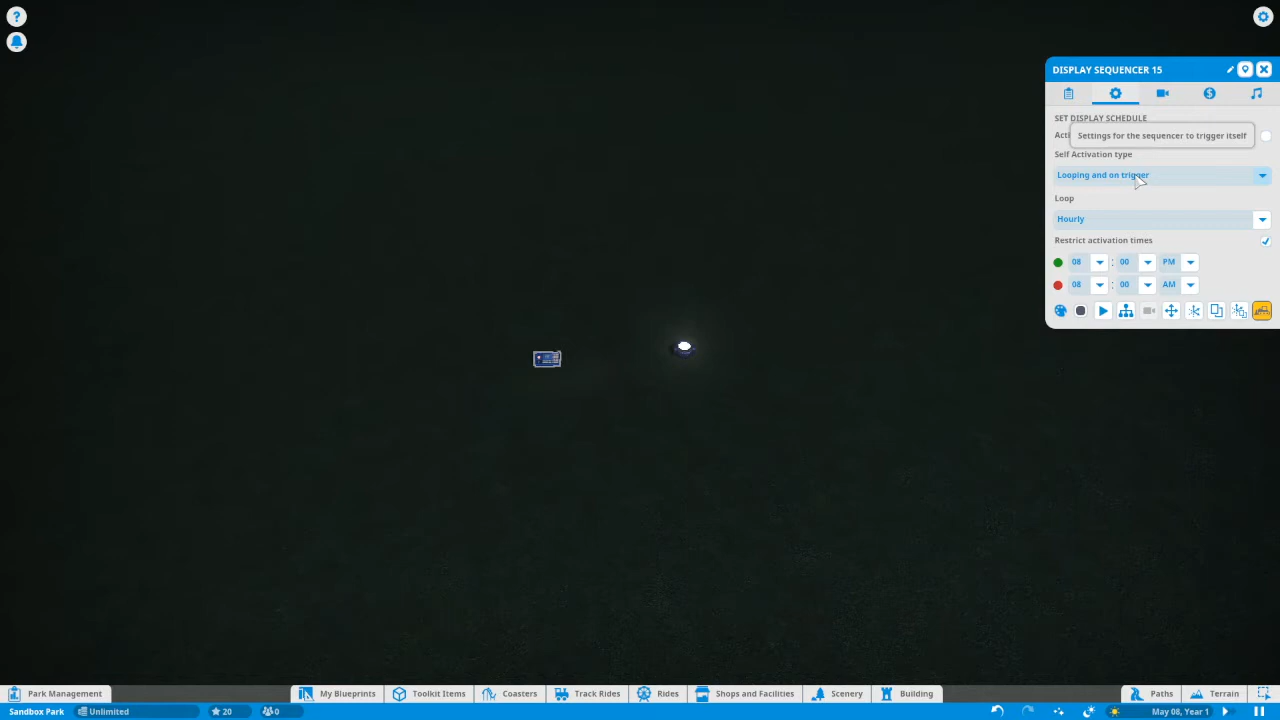 ?
DISPLAY SEQUENCER 15
SET DISPLAY SCHEDULE
Acti
Settings for the sequencer to trigger itself
Self Activation type
Looping and on trigger
Loop
Hourly
Restrict activation times
08 : 00 PM
08 : 00 AM
Park Management
My Blueprints
Toolkit Items
Coasters
Track Rides
Rides
Shops and Facilities
Scenery
Building
Paths
Terrain
Sandbox Park
Unlimited
20
0
May 08, Year 1